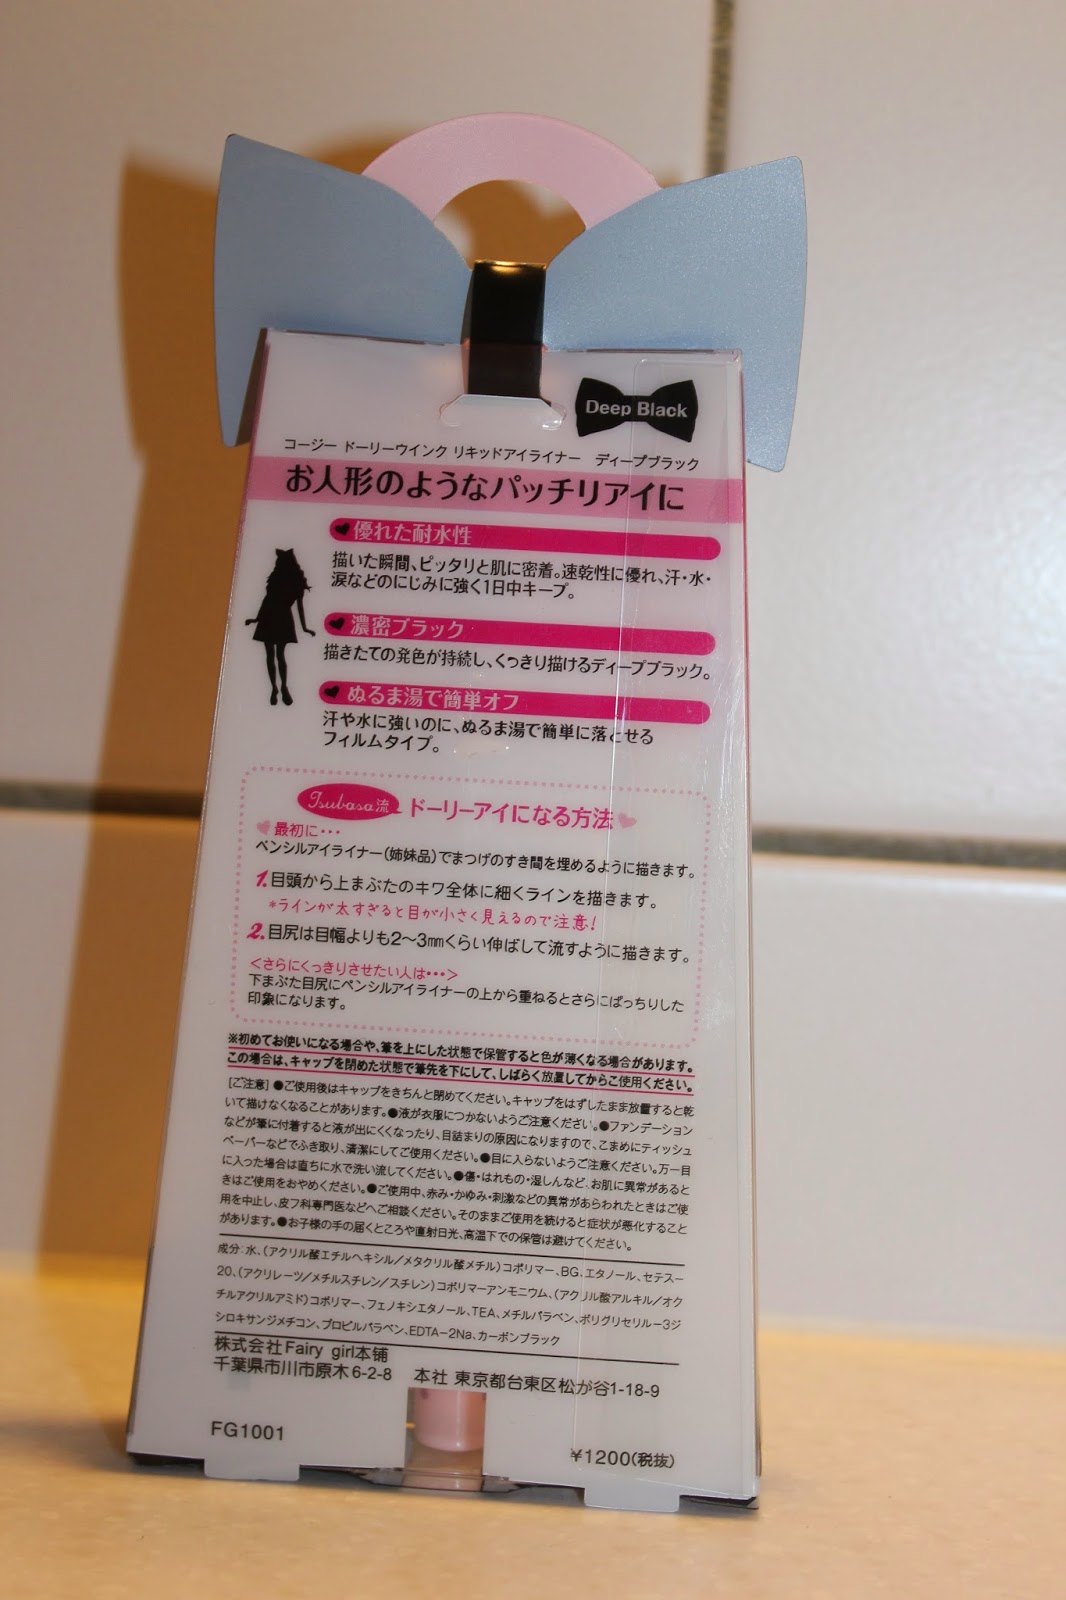 Deep Black
コージー ドーリーウインク リキッドアイライナー ディープブラック
お人形のようなパッチリアイに
優れた耐水性
描いた瞬間、ピッタリと肌に密着。速乾性に優れ、汗・水・
涙などのにじみに強く1日中キープ。
濃密ブラック
描きたての発色が持続し、くっきり描けるディープブラック。
ぬるま湯で簡単オフ
汗や水に強いのに、ぬるま湯で簡単に落とせる
フィルムタイプ。
Tsubasa流 ドーリーアイになる方法
最初に・・・
ペンシルアイライナー(姉妹品)でまつげのすき間を埋めるように描きます。
1.目頭から上まぶたのキワ全体に細くラインを描きます。
*ラインが太すぎると目が小さく見えるので注意!
2.目尻は目幅よりも2〜3㎜くらい伸ばして流すように描きます。
<さらにくっきりさせたい人は・・・>
下まぶた目尻にペンシルアイライナーの上から重ねるとさらにぱっちりした
印象になります。
※初めてお使いになる場合や、筆を上にした状態で保管すると色が薄くなる場合があります。
この場合は、キャップを閉めた状態で筆先を下にして、しばらく放置してからご使用ください。
[ご注意]●ご使用後はキャップをきちんと閉めてください。キャップをはずしたまま放置すると乾
いて描けなくなることがあります。●液が衣服につかないようご注意ください。●ファンデーション
などが筆に付着すると液が出にくくなったり、目詰まりの原因になりますので、こまめにティッシュ
ペーパーなどでふき取り、清潔にしてご使用ください。●目に入らないようご注意ください。万一目
に入った場合は直ちに水で洗い流してください。●傷・はれもの・湿しんなど、お肌に異常があると
きはご使用をおやめください。●ご使用中、赤み・かゆみ・刺激などの異常があらわれたときはご使
用を中止し、皮フ科専門医などへご相談ください。そのままご使用を続けると症状が悪化すること
があります。●お子様の手の届くところや直射日光、高温下での保管は避けてください。
成分:水、(アクリル酸エチルヘキシル/メタクリル酸メチル)コポリマー、BG、エタノール、セテス-
20、(アクリレーツ/メチルスチレン/スチレン)コポリマーアンモニウム、(アクリル酸アルキル/オク
チルアクリルアミド)コポリマー、フェノキシエタノール、TEA、メチルパラベン、ポリグリセリル-3ジ
シロキサンジメチコン、プロピルパラベン、EDTA-2Na、カーボンブラック
株式会社Fairy girl本舗
千葉県市川市原木6-2-8 本社 東京都台東区松が谷1-18-9
FG1001
¥1200(税抜)